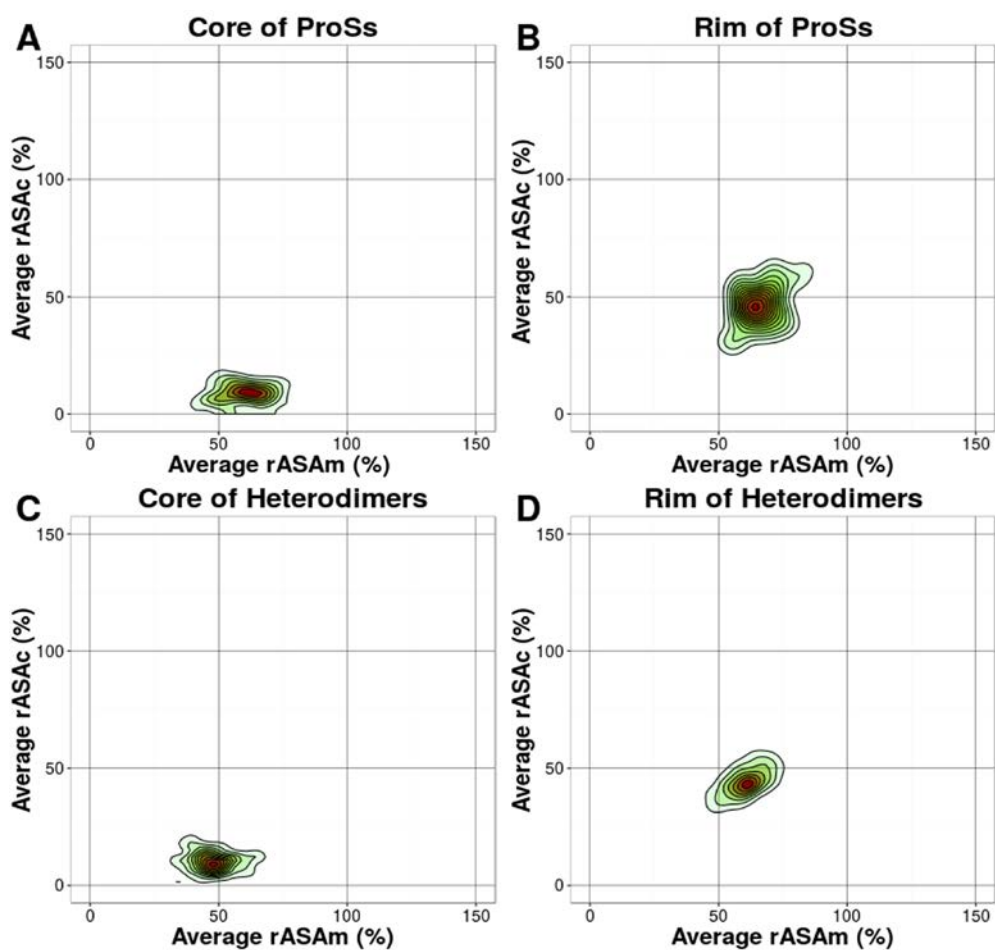 A
Core of ProSs
150
100
50
0
Average rASAc (%)
0 50 100 150
Average rASAm (%)
B
Rim of ProSs
150
100
50
0
Average rASAc (%)
0 50 100 150
Average rASAm (%)
C
Core of Heterodimers
150
100
50
0
Average rASAc (%)
0 50 100 150
Average rASAm (%)
D
Rim of Heterodimers
150
100
50
0
Average rASAc (%)
0 50 100 150
Average rASAm (%)